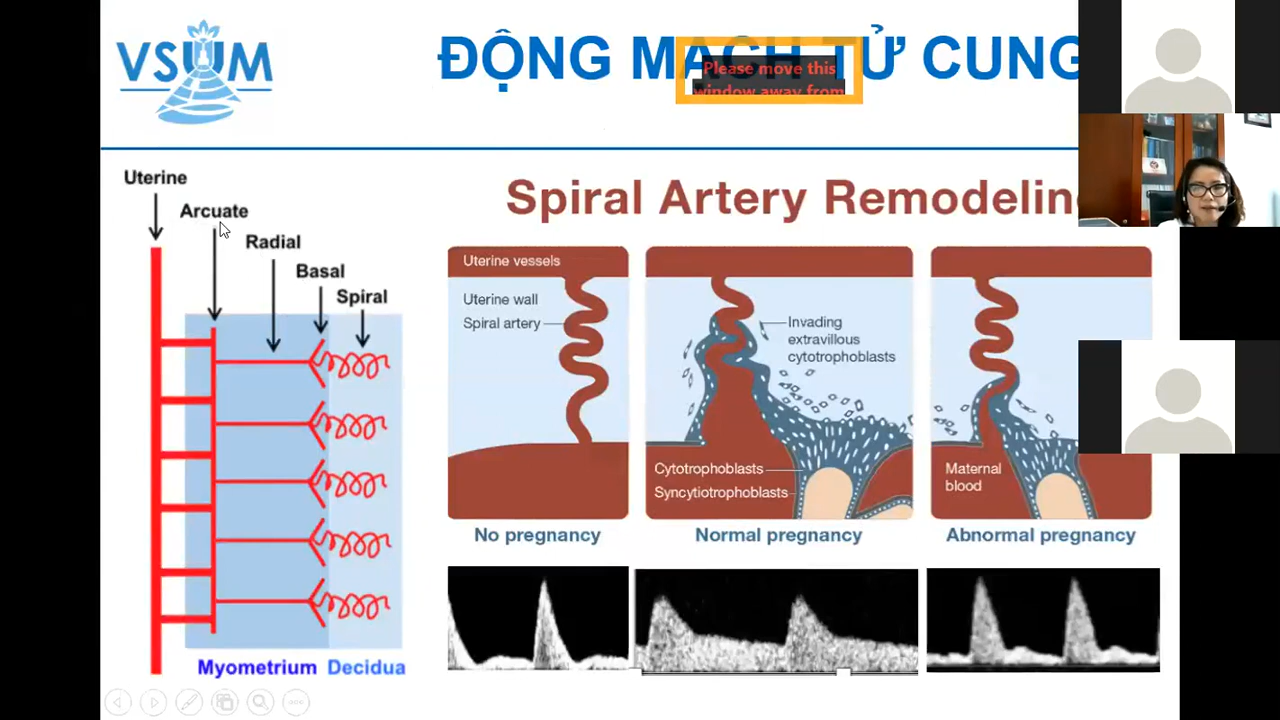 VSUM
ĐỘNG MẠCH TỬ CUNG
Please move this
window away from
Uterine
Arcuate
Radial
Basal
Spiral
Myometrium Decidua
Spiral Artery Remodelin
Uterine vessels
Uterine wall
Spiral artery
No pregnancy
Invading
extravillous
cytotrophoblasts
Cytotrophoblasts
Syncytiotrophoblasts
Normal pregnancy
Maternal
blood
Abnormal pregnancy